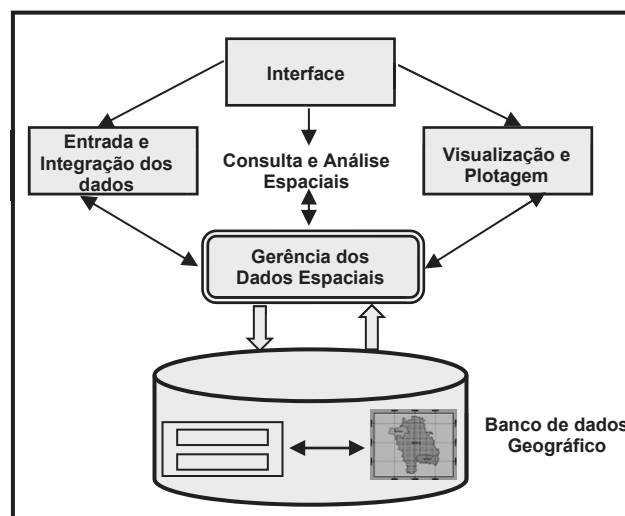 Interface
Entrada e
Integração dos
dados
Consulta e Análise
Espaciais
Visualização e
Plotagem
Gerência dos
Dados Espaciais
Banco de dados
Geográfico